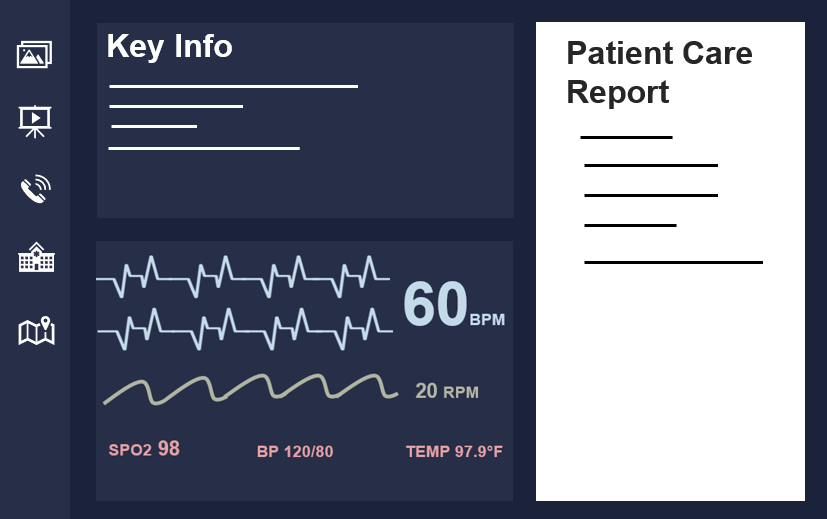 Key Info
Patient Care
Report
60 BPM
20 RPM
SPO2 98
BP 120/80
TEMP 97.9°F